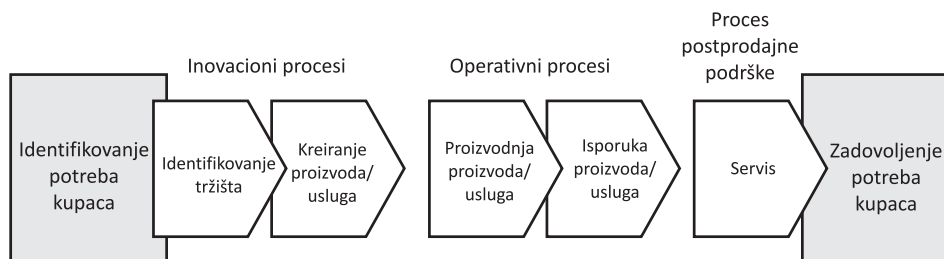 Proces
postprodajne
podrške
Inovacioni procesi
Operativni procesi
Identifikovanje
potreba
kupaca
Identifikovanje
tržišta
Kreiranje
proizvoda/
usluga
Proizvodnja
proizvoda/
usluga
Isporuka
proizvoda/
usluga
Servis
Zadovoljenje
potreba
kupaca